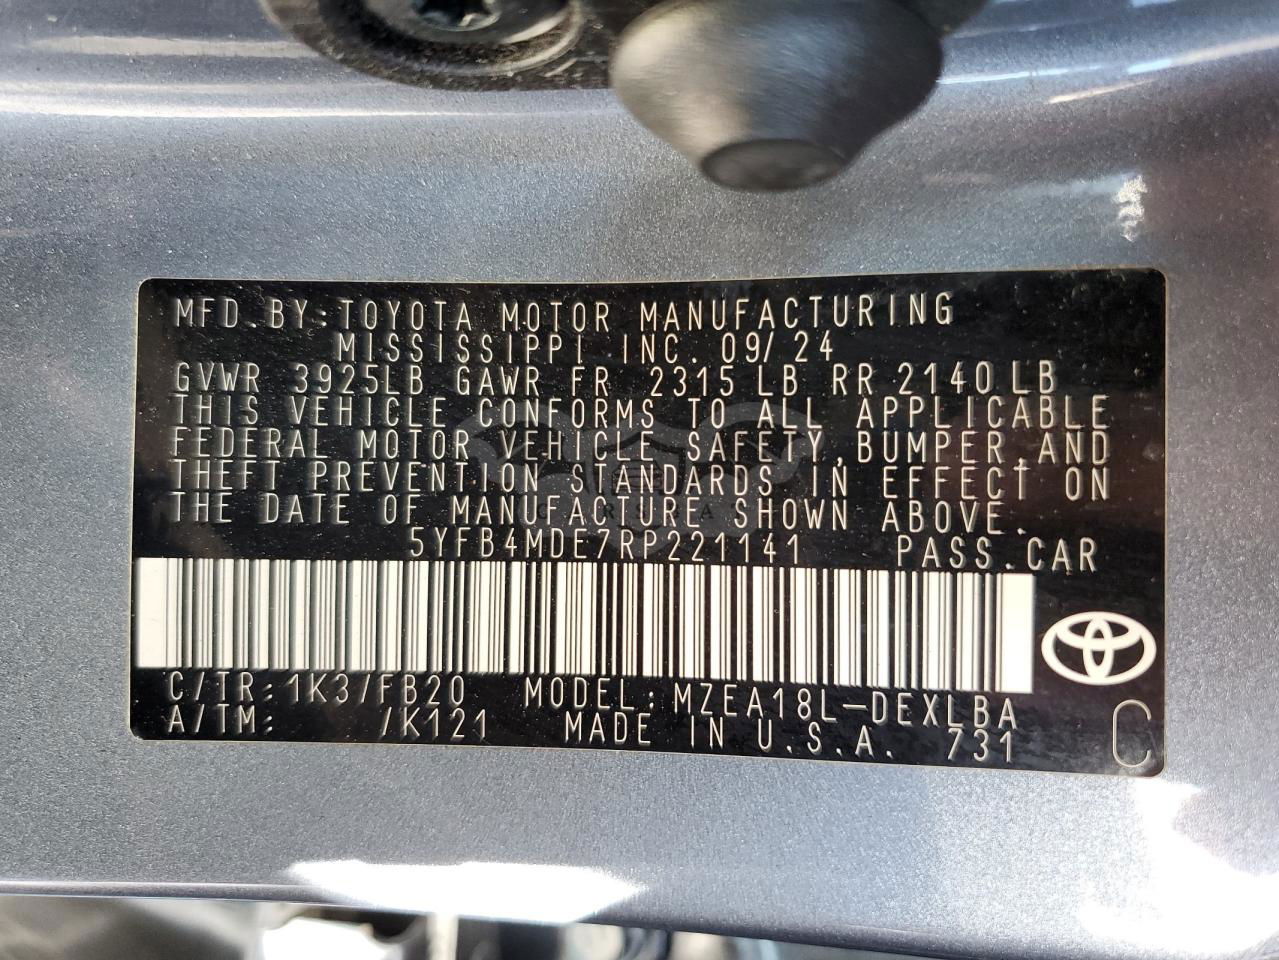 MFD.BY:TOYOTA MOTOR MANUFACTURING
MISSISSIPPI INC. 09/24
GVWR 3925LB GAWR FR 2315LB RR 2140LB
THIS VEHICLE CONFORMS TO ALL APPLICABLE
FEDERAL MOTOR VEHICLE SAFETY, BUMPER, AND
THEFT PREVENTION STANDARDS IN EFFECT ON
THE DATE OF MANUFACTURE SHOWN ABOVE.
5YFB4MDE7RP221141 PASS.CAR
C/TR:1K3/FB20 MODEL:MZEA18L-DEXLBA
A/TM: /K121 MADE IN U.S.A. 731
C